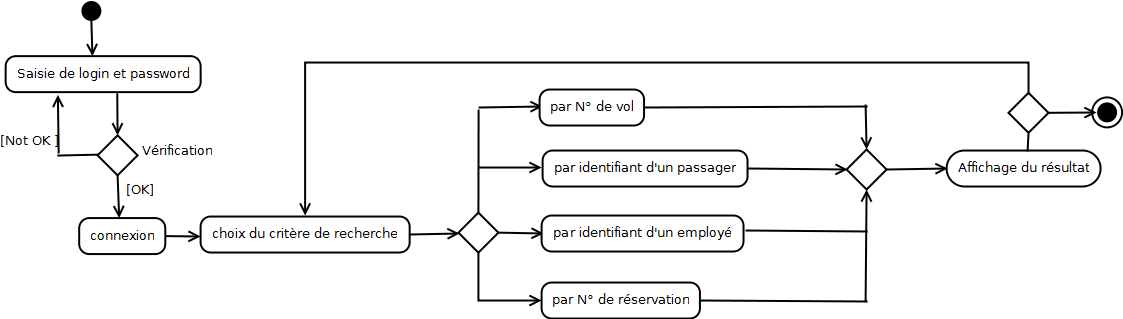 Saisie de login et password
[Not OK ]
Vérification
[OK]
connexion
choix du critère de recherche
par N° de vol
par identifiant d'un passager
par identifiant d'un employé
par N° de réservation
Affichage du résultat